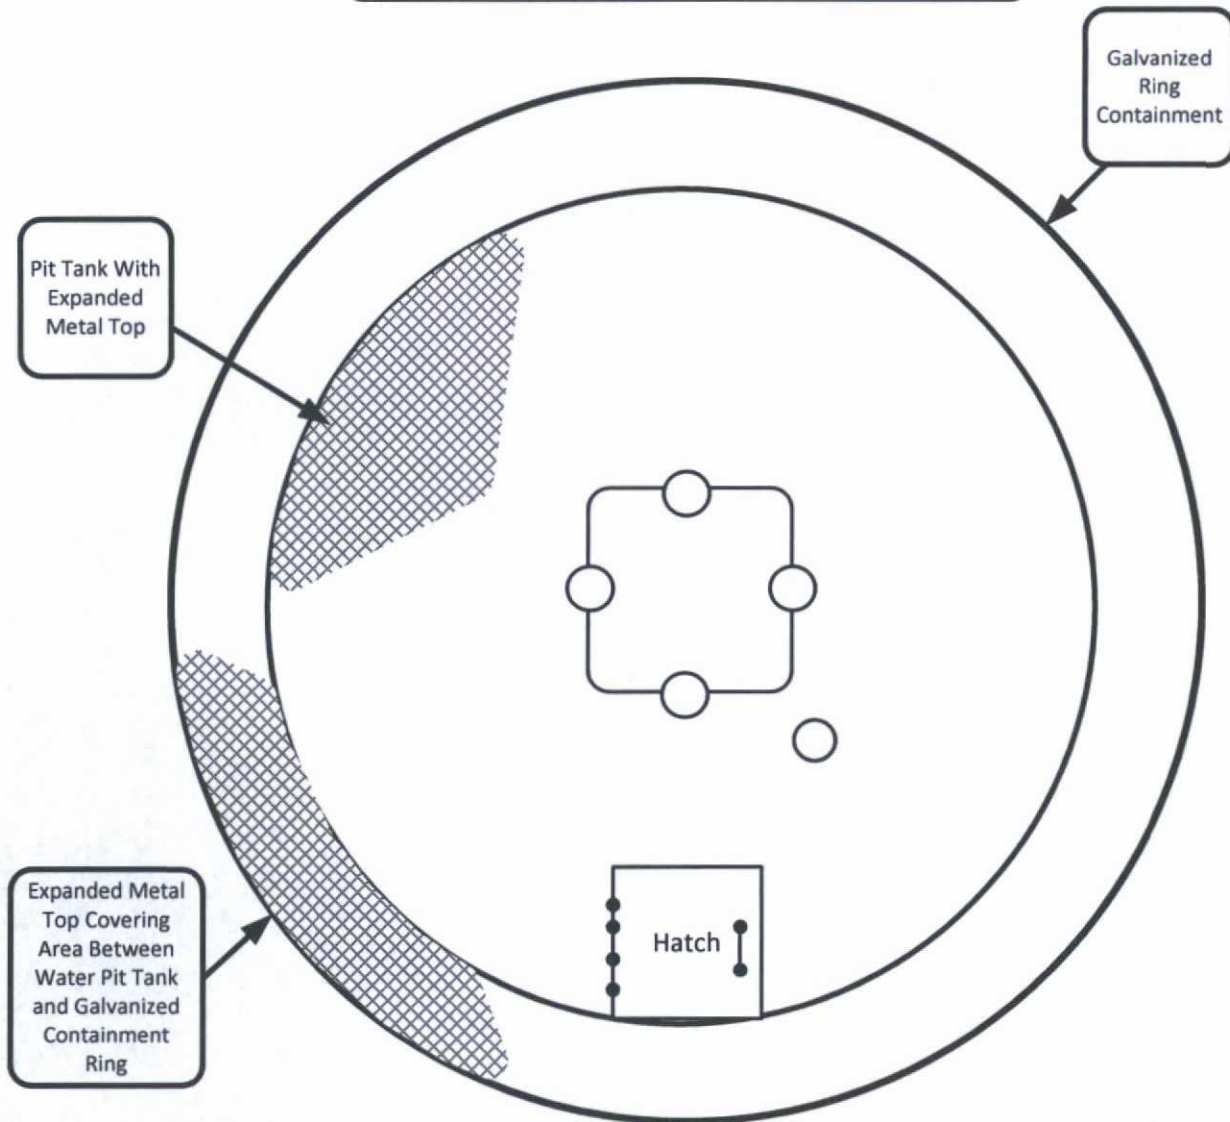 Galvanized
Ring
Containment
Pit Tank With
Expanded
Metal Top
Expanded Metal
Top Covering
Area Between
Water Pit Tank
and Galvanized
Containment
Ring
Hatch